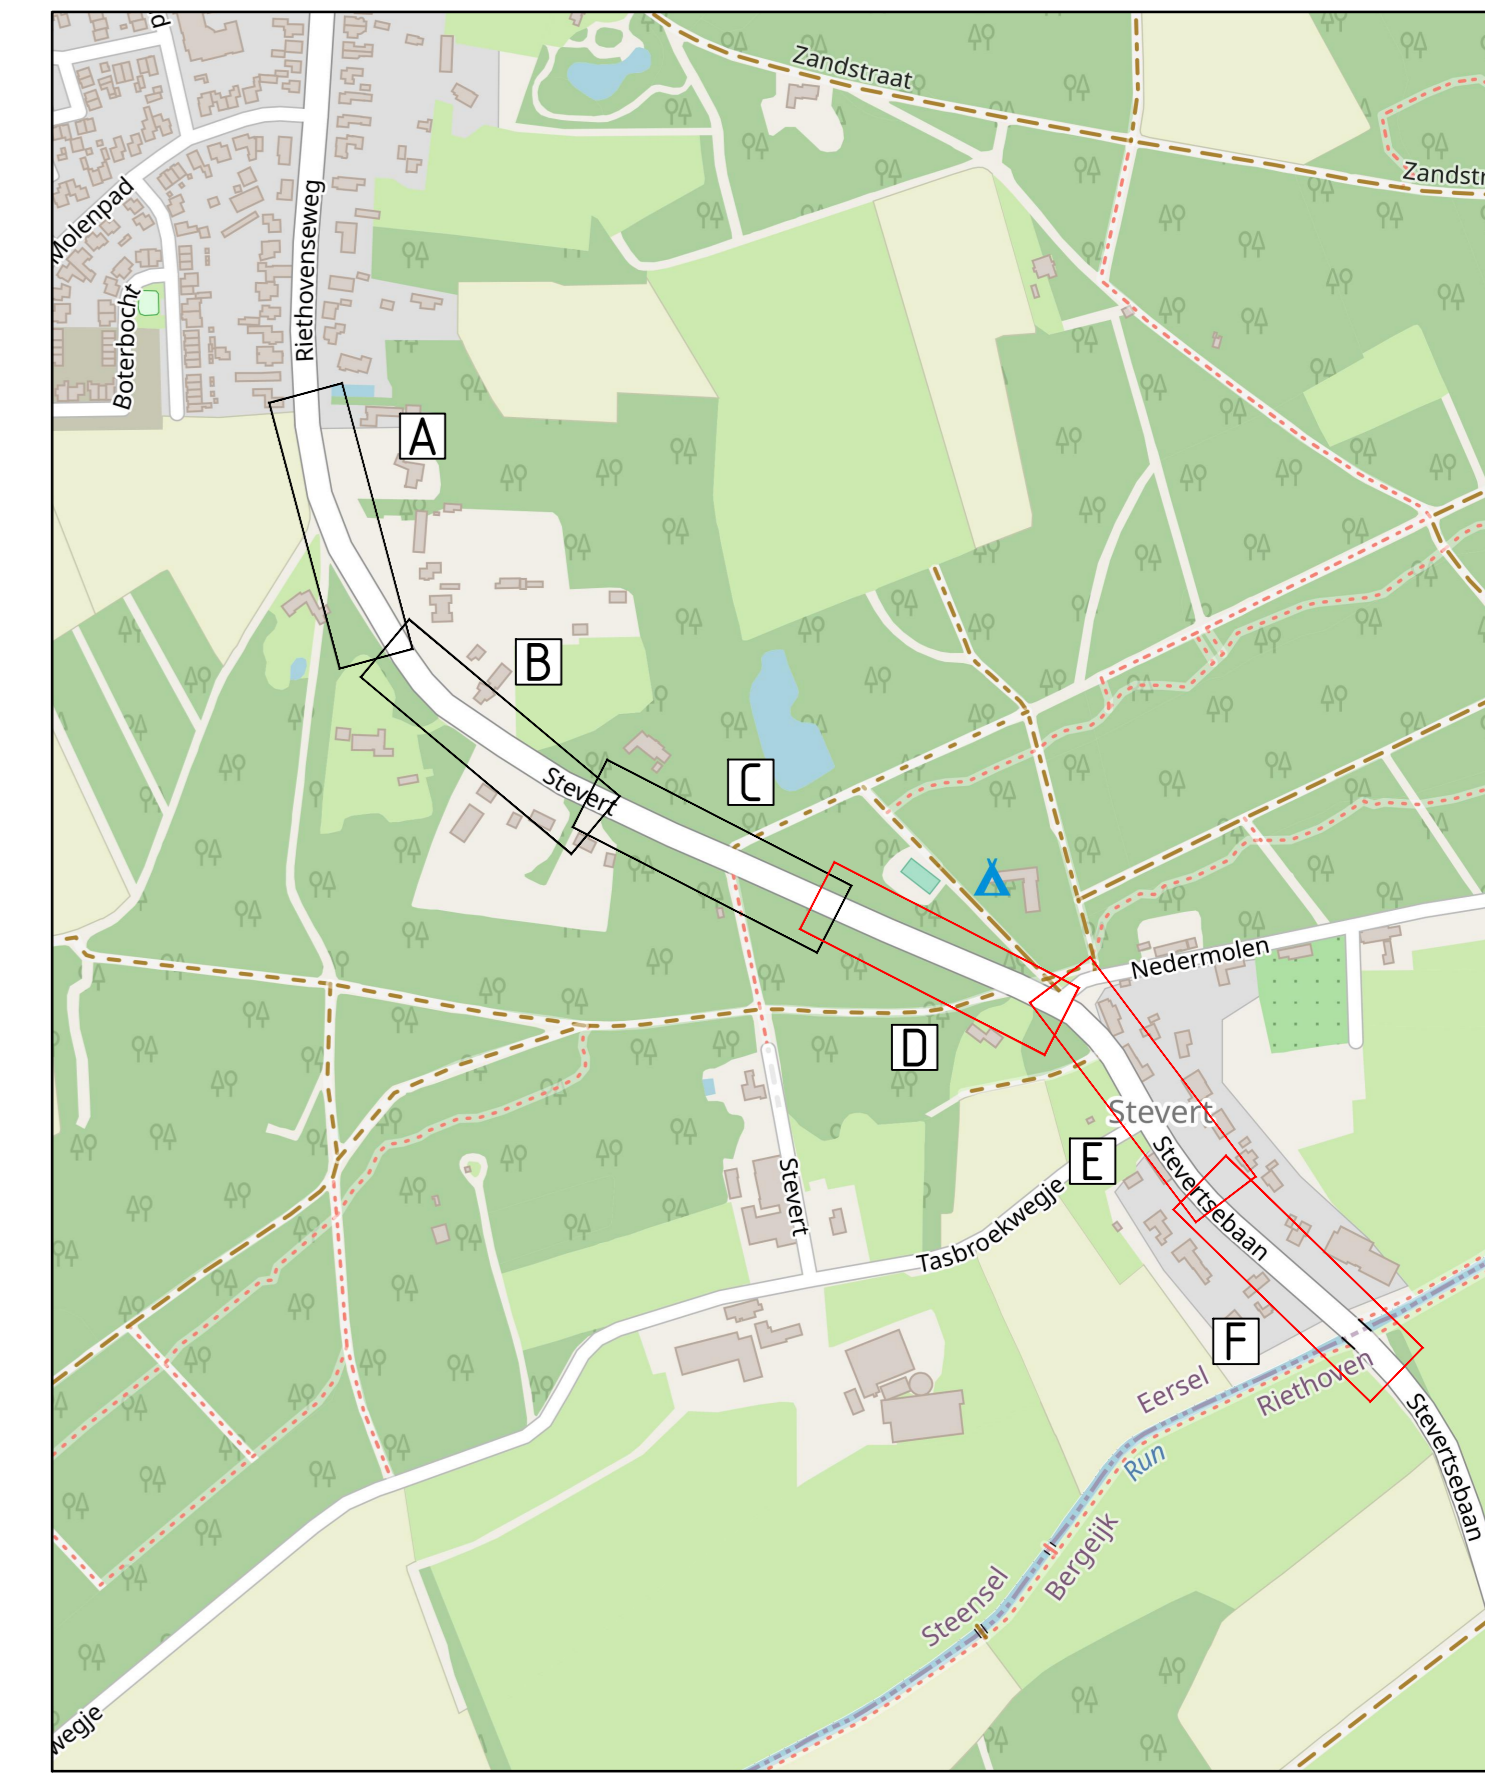 d
Zandstraat
Zandstr
Molenpad
Riethovenseweg
Boterbocht
A
B
Stevert
C
Nedermolen
D
Stevert
E
Stevertsebaan
Stevert
Tasbroekwegje
F
Eersel
Riethoven
Stevertsebaan
Run
Bergeijk
Steensel
wegje